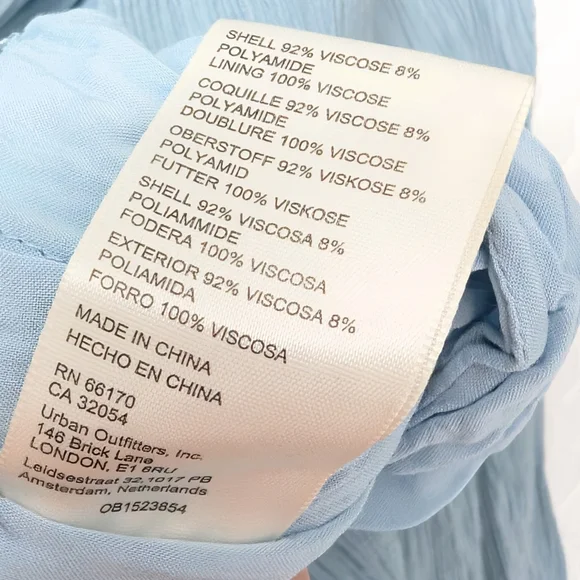 SHELL 92% VISCOSE 8%
POLYAMIDE
LINING 100% VISCOSE
COQUILLE 92% VISCOSE 8%
POLYAMIDE
DOUBLURE 100% VISCOSE
OBERSTOFF 92% VISKOSE 8%
POLYAMID
FUTTER 100% VISKOSE
SHELL 92% VISCOSA 8%
POLIAMMIDE
FODERA 100% VISCOSA
EXTERIOR 92% VISCOSA 8%
POLIAMIDA
FORRO 100% VISCOSA
MADE IN CHINA
HECHO EN CHINA
RN 66170
CA 32054
Urban Outfitters, Inc.
146 Brick Lane
LONDON, E1 6RU
Leidsestraat 32,1017 PB
Amsterdam, Netherlands
OB1523654